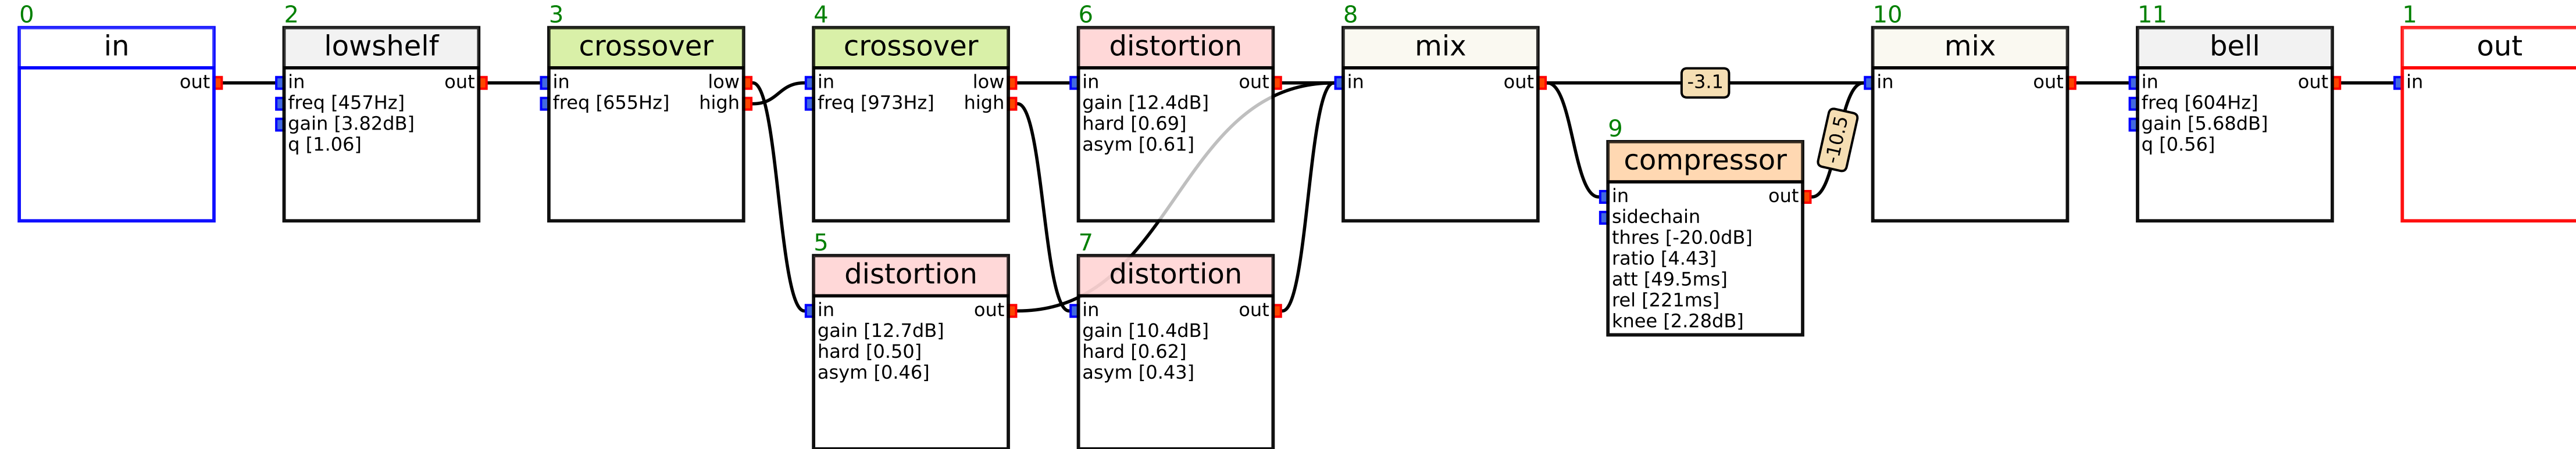 0
in
out
2
lowshelf
in out
freq [457Hz]
gain [3.82dB]
q [1.06]
3
crossover
in low
freq [655Hz] high
4
crossover
in low
freq [973Hz] high
5
distortion
in out
gain [12.7dB]
hard [0.50]
asym [0.46]
6
distortion
in out
gain [12.4dB]
hard [0.69]
asym [0.61]
7
distortion
in out
gain [10.4dB]
hard [0.62]
asym [0.43]
8
mix
in out
-3.1
9
compressor
in out
sidechain
thres [-20.0dB]
ratio [4.43]
att [49.5ms]
rel [221ms]
knee [2.28dB]
-10.5
10
mix
in out
11
bell
in out
freq [604Hz]
gain [5.68dB]
q [0.56]
1
out
in